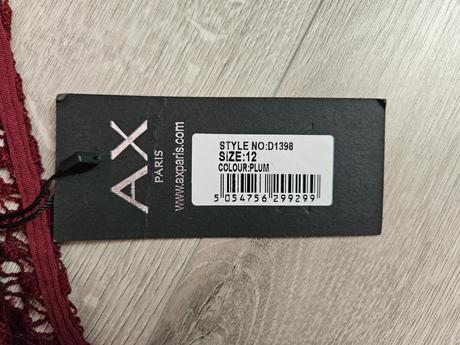 AX
PARIS
www.axparis.com
STYLE NO:D1398
SIZE:12
COLOUR:PLUM
5 054756 299299